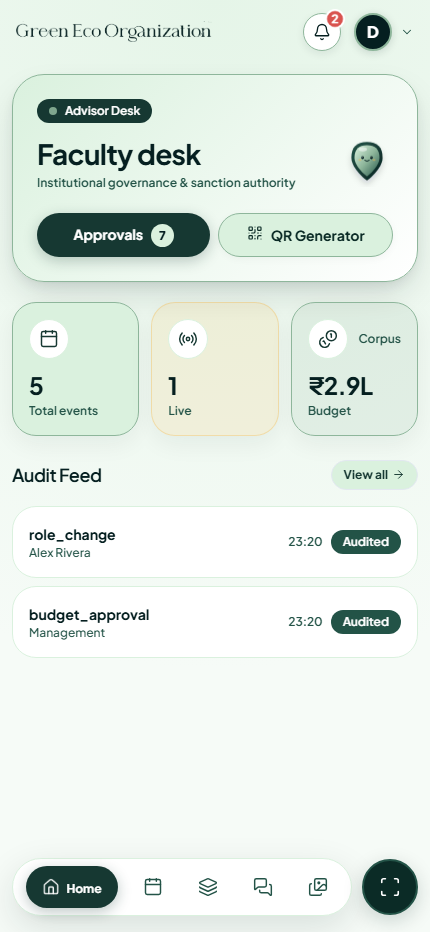 Green Eco Organization
2
D
Advisor Desk
Faculty desk
Institutional governance & sanction authority
Approvals 7
QR Generator
5
Total events
1
Live
Corpus
₹2.9L
Budget
Audit Feed
View all →
role_change
Alex Rivera
23:20
Audited
budget_approval
Management
23:20
Audited
Home